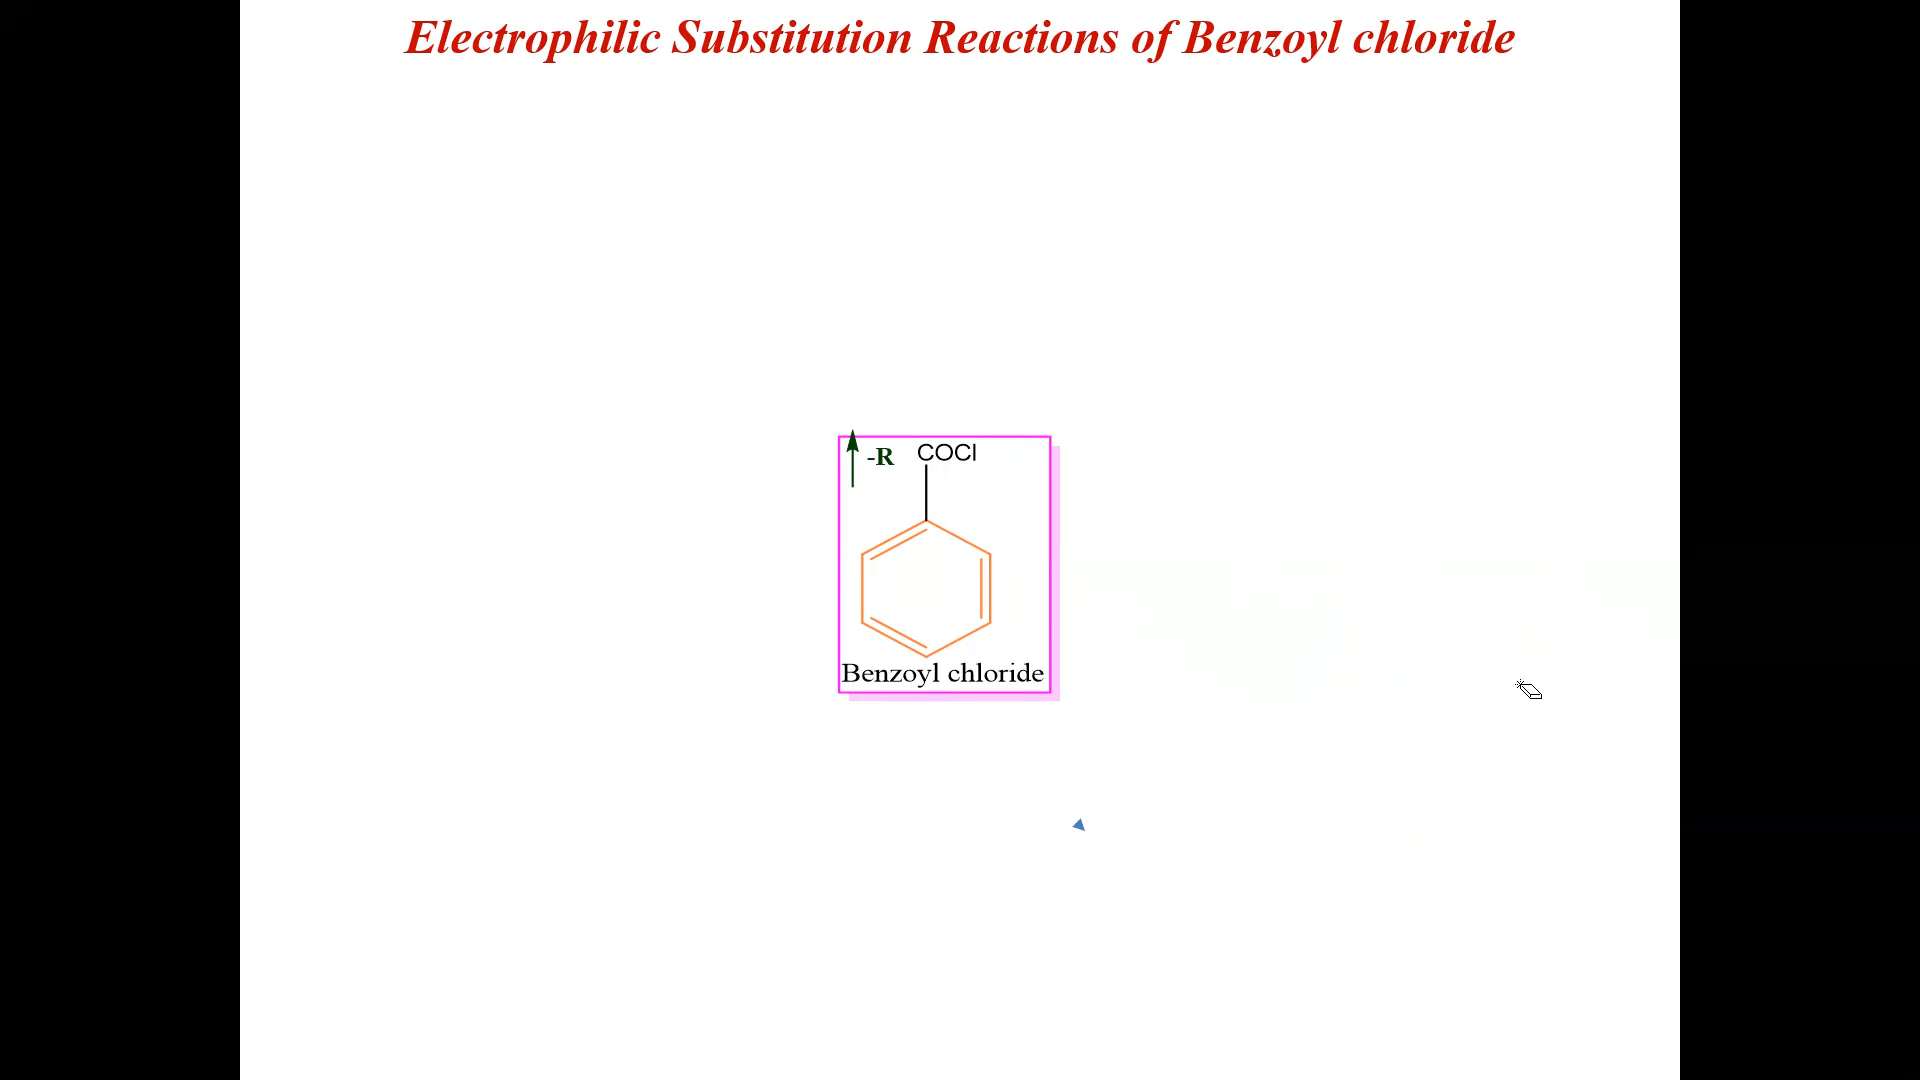 Electrophilic Substitution Reactions of Benzoyl chloride
-R COCl
Benzoyl chloride